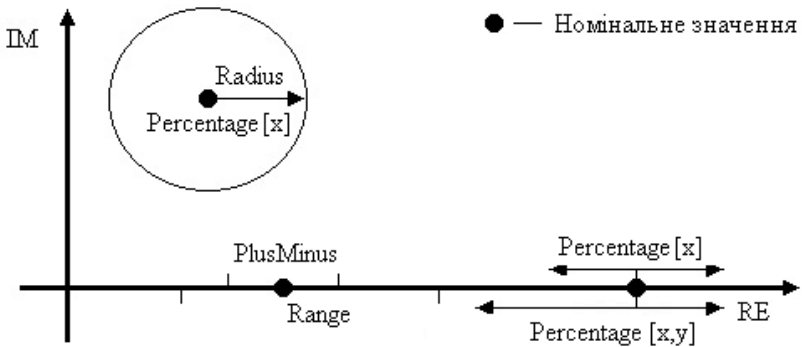 IM
— Номінальне значення
Radius
Percentage [x]
PlusMinus
Percentage [x]
Range
RE
Percentage [x,y]